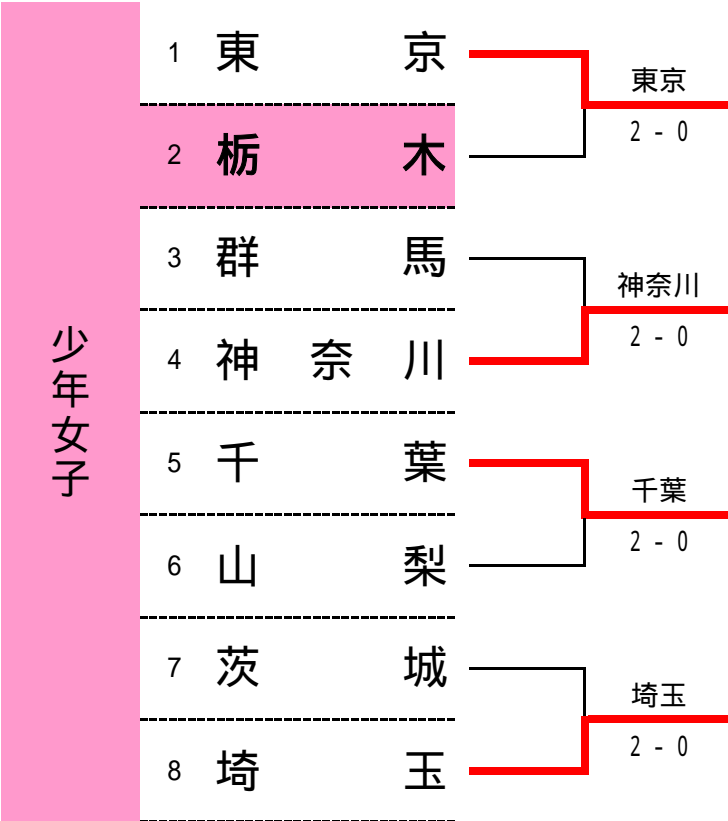 少年女子
1 東京
2 栃木
3 群馬
4 神奈川
5 千葉
6 山梨
7 茨城
8 埼玉
東京
2 - 0
神奈川
2 - 0
千葉
2 - 0
埼玉
2 - 0